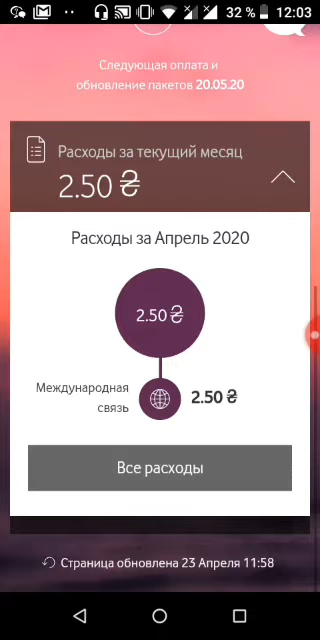 32 % 12:03
Следующая оплата и
обновление пакетов 20.05.20
Расходы за текущий месяц
2.50 ₴
Расходы за Апрель 2020
2.50 ₴
Международная
связь
2.50 ₴
Все расходы
Страница обновлена 23 Апреля 11:58